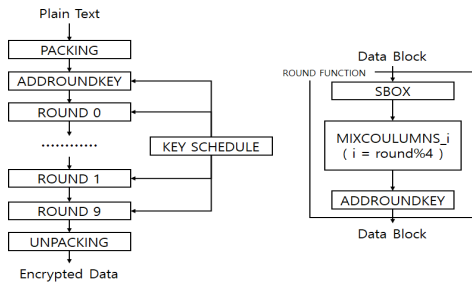 Plain Text
PACKING
ADDROUNDKEY
ROUND 0
............
KEY SCHEDULE
ROUND 1
ROUND 9
UNPACKING
Encrypted Data
Data Block
ROUND FUNCTION
SBOX
MIXCOULUMNS_i
( i = round%4 )
ADDROUNDKEY
Data Block